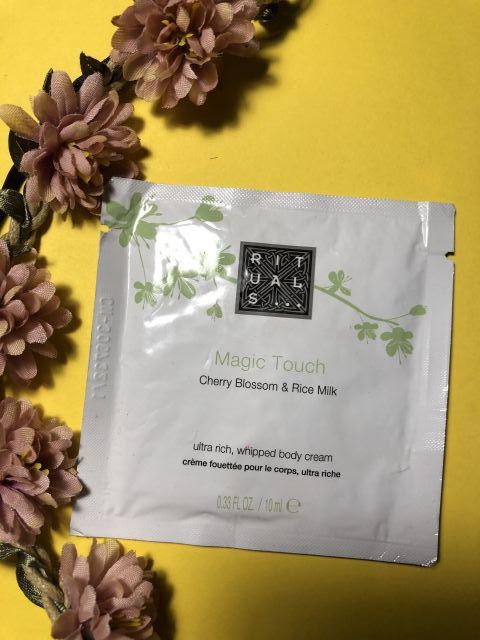 RIT
UAL
S...
Magic Touch
Cherry Blossom & Rice Milk
ultra rich, whipped body cream
crème fouettée pour le corps, ultra riche
0.33 FL OZ. / 10 ml ℮